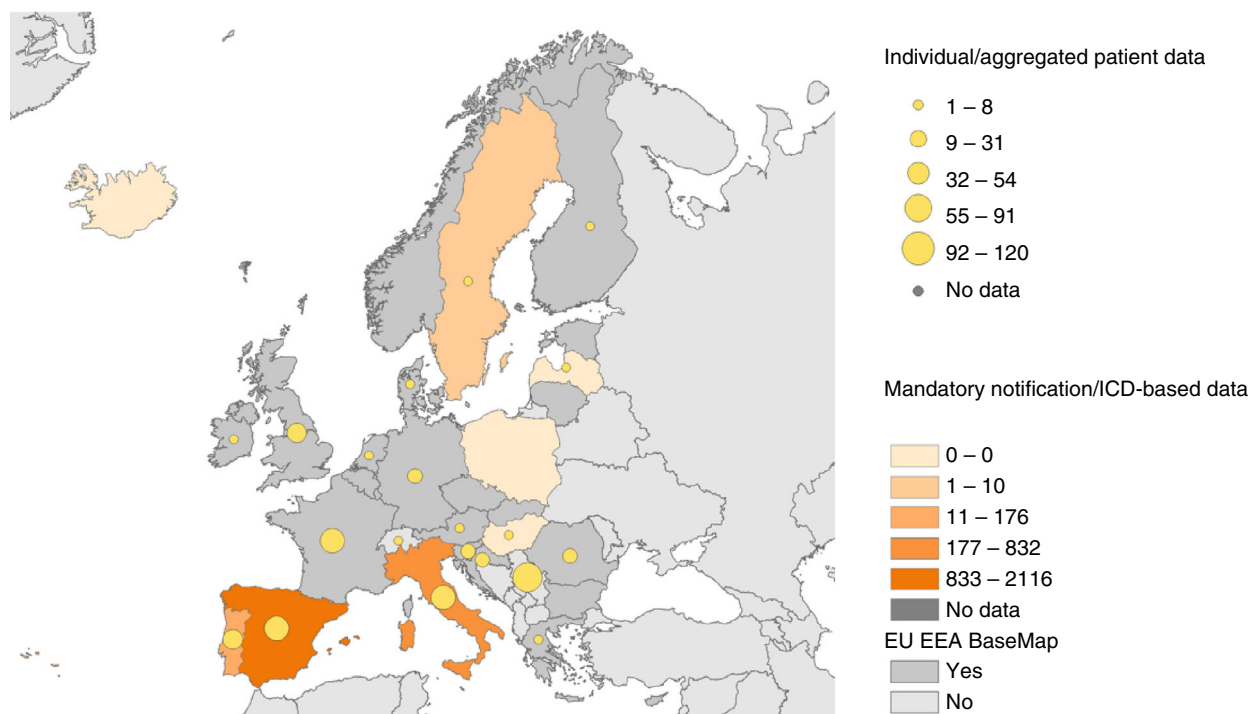 Individual/aggregated patient data
1 – 8
9 – 31
32 – 54
55 – 91
92 – 120
No data
Mandatory notification/ICD-based data
0 – 0
1 – 10
11 – 176
177 – 832
833 – 2116
No data
EU EEA BaseMap
Yes
No